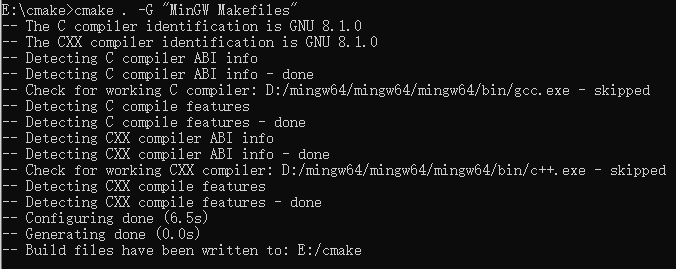 E:\cmake>cmake . -G "MinGW Makefiles"
-- The C compiler identification is GNU 8.1.0
-- The CXX compiler identification is GNU 8.1.0
-- Detecting C compiler ABI info
-- Detecting C compiler ABI info - done
-- Check for working C compiler: D:/mingw64/mingw64/mingw64/bin/gcc.exe - skipped
-- Detecting C compile features
-- Detecting C compile features - done
-- Detecting CXX compiler ABI info
-- Detecting CXX compiler ABI info - done
-- Check for working CXX compiler: D:/mingw64/mingw64/mingw64/bin/c++.exe - skipped
-- Detecting CXX compile features
-- Detecting CXX compile features - done
-- Configuring done (6.5s)
-- Generating done (0.0s)
-- Build files have been written to: E:/cmake